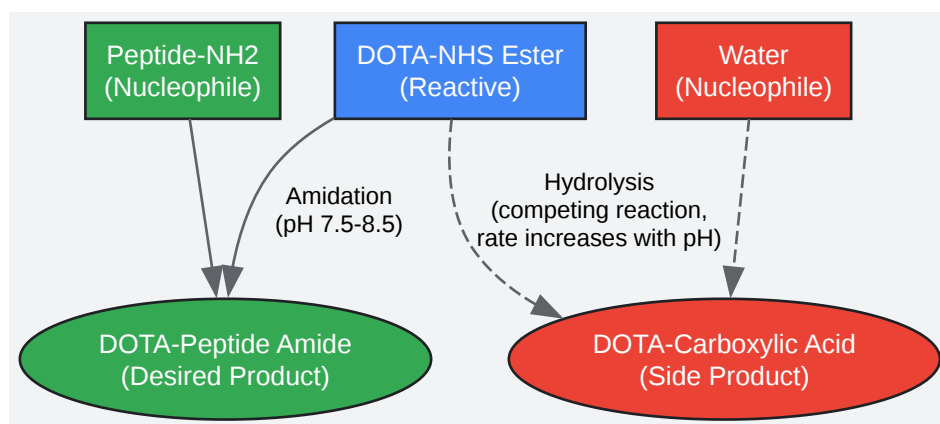 Peptide-NH2
(Nucleophile)
DOTA-NHS Ester
(Reactive)
Water
(Nucleophile)
Amidation
(pH 7.5-8.5)
Hydrolysis
(competing reaction,
rate increases with pH)
DOTA-Peptide Amide
(Desired Product)
DOTA-Carboxylic Acid
(Side Product)